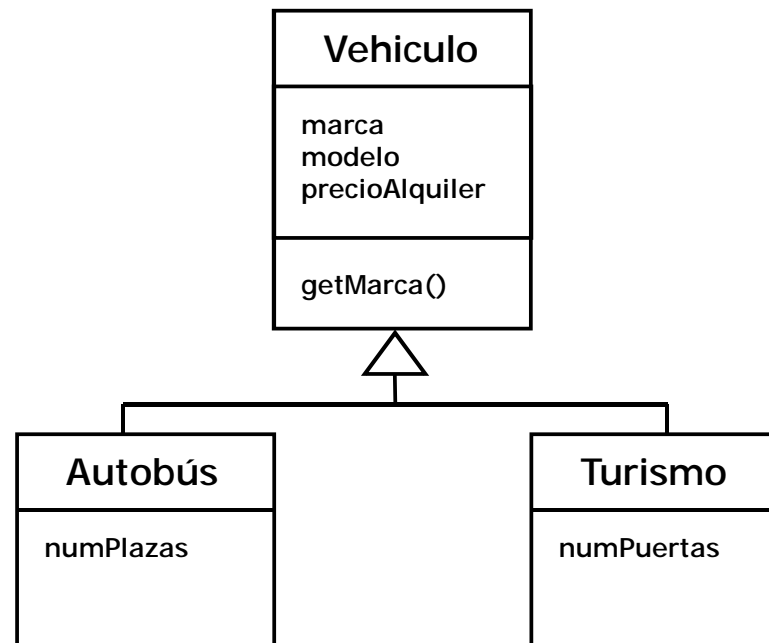 Vehiculo
marca
modelo
precioAlquiler
getMarca()
Autobús
numPlazas
Turismo
numPuertas